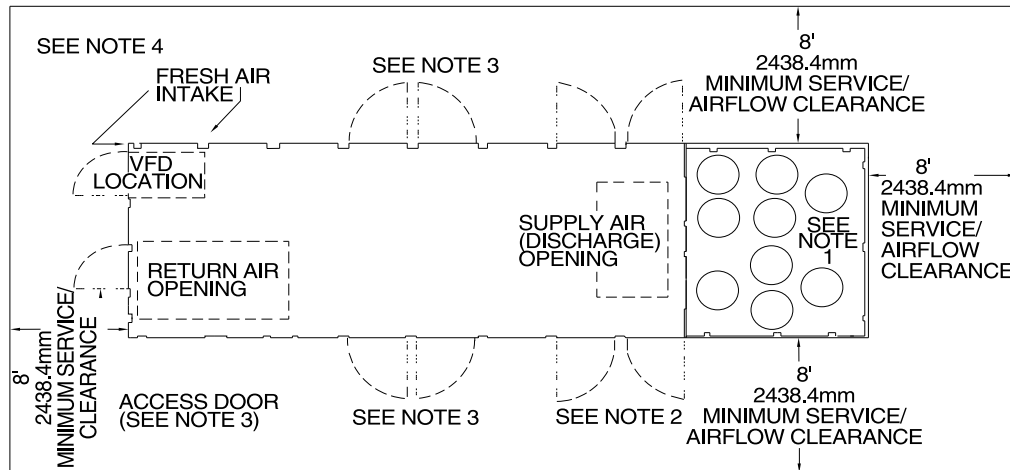 SEE NOTE 4
FRESH AIR
INTAKE
SEE NOTE 3
8'
2438.4mm
MINIMUM SERVICE/
AIRFLOW CLEARANCE
VFD
LOCATION
8'
2438.4mm
MINIMUM
SERVICE/
AIRFLOW
CLEARANCE
SUPPLY AIR
(DISCHARGE)
OPENING
SEE
NOTE
1
RETURN AIR
OPENING
8'
2438.4mm
MINIMUM SERVICE/
CLEARANCE
ACCESS DOOR
(SEE NOTE 3)
SEE NOTE 3
SEE NOTE 2
8'
2438.4mm
MINIMUM SERVICE/
AIRFLOW CLEARANCE